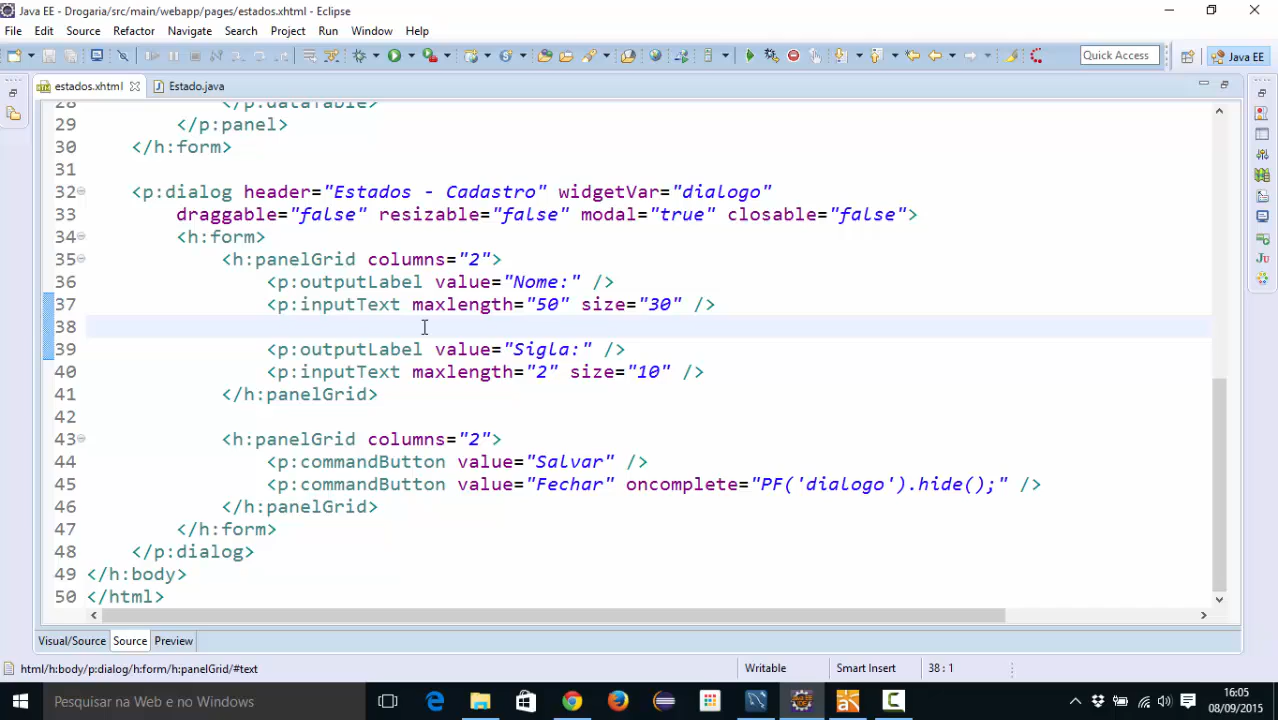 Java EE - Drogaria/src/main/webapp/pages/estados.xhtml - Eclipse
File Edit Source Refactor Navigate Search Project Run Window Help
Quick Access Java EE
estados.xhtml Estado.java
28 </p:dataTable>
29 </p:panel>
30 </h:form>
31
32 <p:dialog header="Estados - Cadastro" widgetVar="dialogo"
33 draggable="false" resizable="false" modal="true" closable="false">
34 <h:form>
35 <h:panelGrid columns="2">
36 <p:outputLabel value="Nome:" />
37 <p:inputText maxlength="50" size="30" />
38
39 <p:outputLabel value="Sigla:" />
40 <p:inputText maxlength="2" size="10" />
41 </h:panelGrid>
42
43 <h:panelGrid columns="2">
44 <p:commandButton value="Salvar" />
45 <p:commandButton value="Fechar" oncomplete="PF('dialogo').hide();" />
46 </h:panelGrid>
47 </h:form>
48 </p:dialog>
49 </h:body>
50 </html>
Visual/Source Source Preview
html/h:body/p:dialog/h:form/h:panelGrid/#text Writable Smart Insert 38 : 1
Pesquisar na Web e no Windows 16:05
08/09/2015